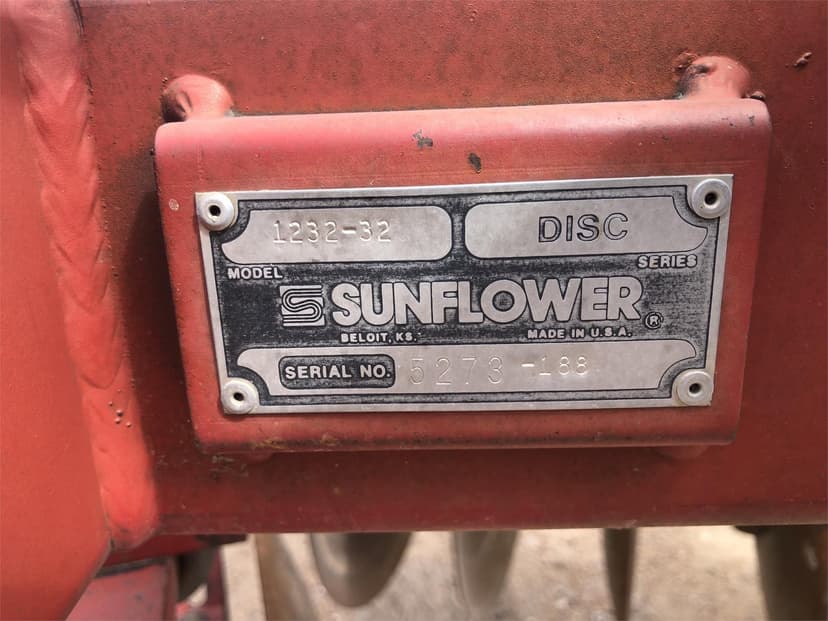 1232-32 DISC
MODEL SERIES
SUNFLOWER ®
BELOIT, KS. MADE IN U.S.A.
SERIAL NO. 5273 -188